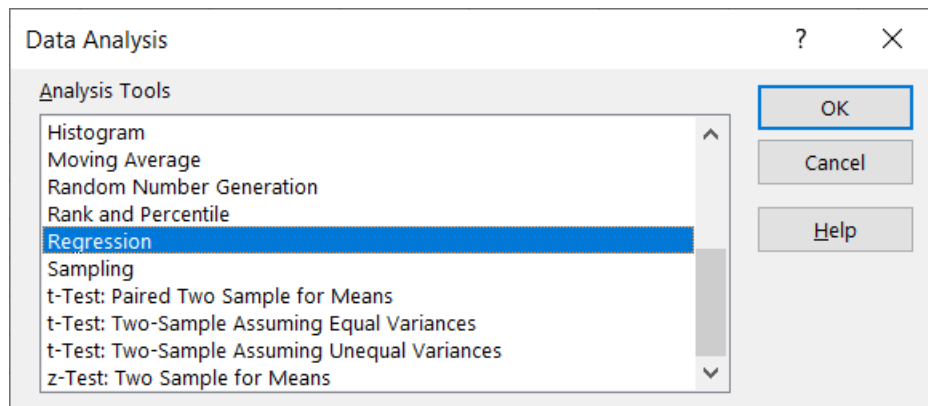 Data Analysis ?
Analysis Tools
Histogram
Moving Average
Random Number Generation
Rank and Percentile
Regression
Sampling
t-Test: Paired Two Sample for Means
t-Test: Two-Sample Assuming Equal Variances
t-Test: Two-Sample Assuming Unequal Variances
z-Test: Two Sample for Means
OK
Cancel
Help